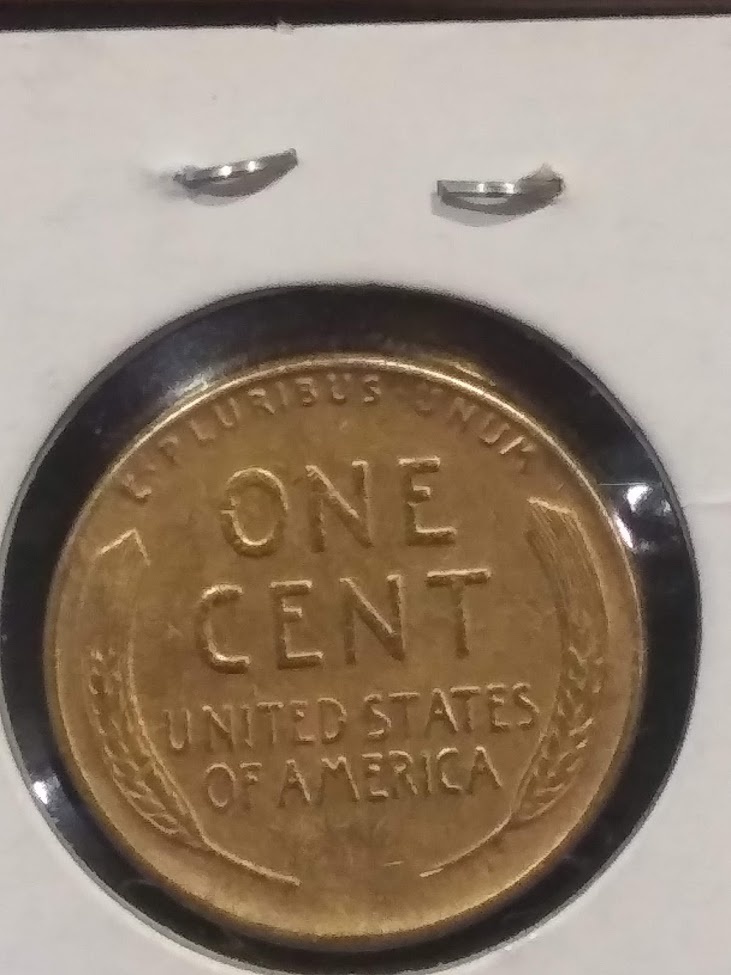 E · PLURIBUS · UNUM
ONE
CENT
UNITED STATES
OF AMERICA